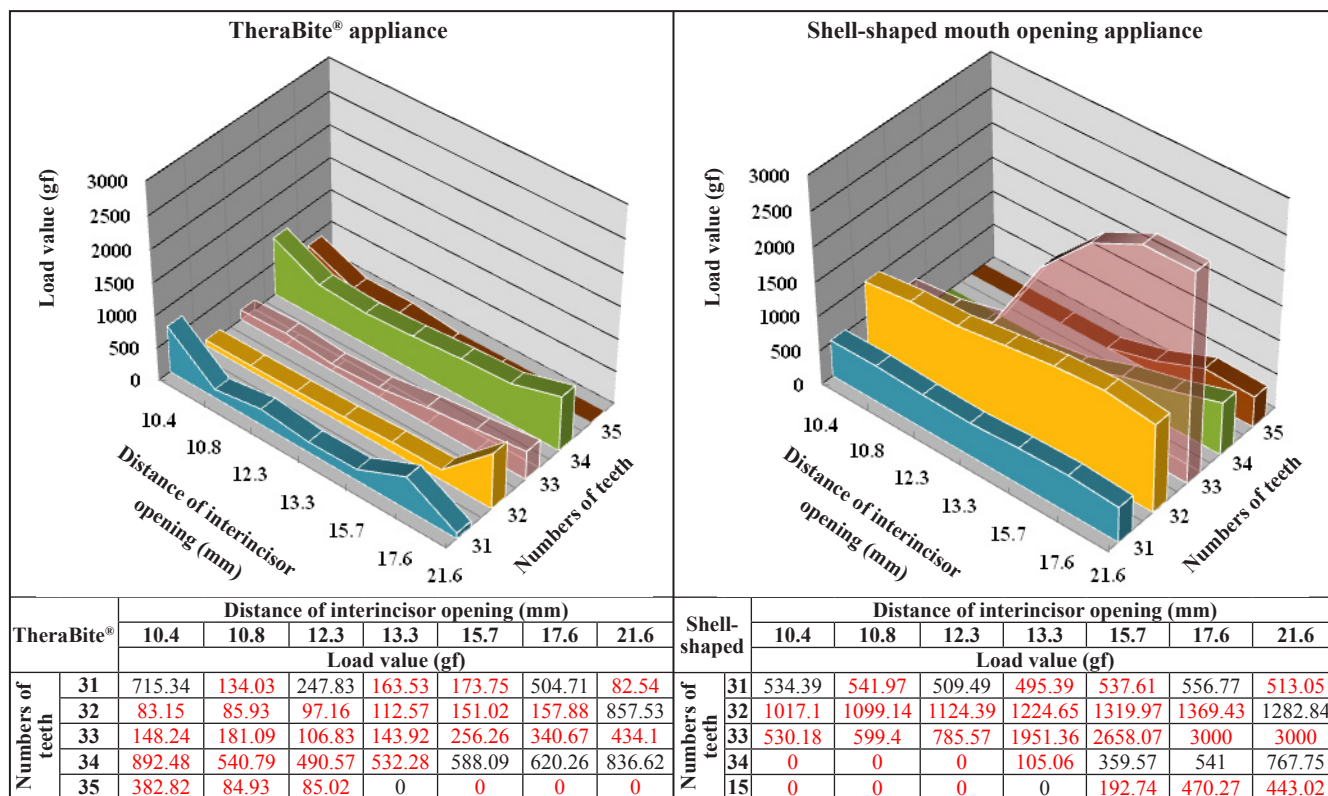 TheraBite® appliance
Load value (gf)
3000
2500
2000
1500
1000
500
0
10.4
10.8
12.3
13.3
15.7
17.6
21.6
Distance of interincisor
opening (mm)
31
32
33
34
35
Numbers of teeth
Shell-shaped mouth opening appliance
Load value (gf)
3000
2500
2000
1500
1000
500
0
10.4
10.8
12.3
13.3
15.7
17.6
21.6
Distance of interincisor
opening (mm)
31
32
33
34
35
Numbers of teeth
TheraBite®
Distance of interincisor opening (mm)
10.4 10.8 12.3 13.3 15.7 17.6 21.6
Load value (gf)
Numbers of
teeth
31 715.34 134.03 247.83 163.53 173.75 504.71 82.54
32 83.15 85.93 97.16 112.57 151.02 157.88 857.53
33 148.24 181.09 106.83 143.92 256.26 340.67 434.1
34 892.48 540.79 490.57 532.28 588.09 620.26 836.62
35 382.82 84.93 85.02 0 0 0 0
Shell-
shaped
Distance of interincisor opening (mm)
10.4 10.8 12.3 13.3 15.7 17.6 21.6
Load value (gf)
Numbers of
teeth
31 534.39 541.97 509.49 495.39 537.61 556.77 513.05
32 1017.1 1099.14 1124.39 1224.65 1319.97 1369.43 1282.84
33 530.18 599.4 785.57 1951.36 2658.07 3000 3000
34 0 0 0 105.06 359.57 541 767.75
15 0 0 0 0 192.74 470.27 443.02